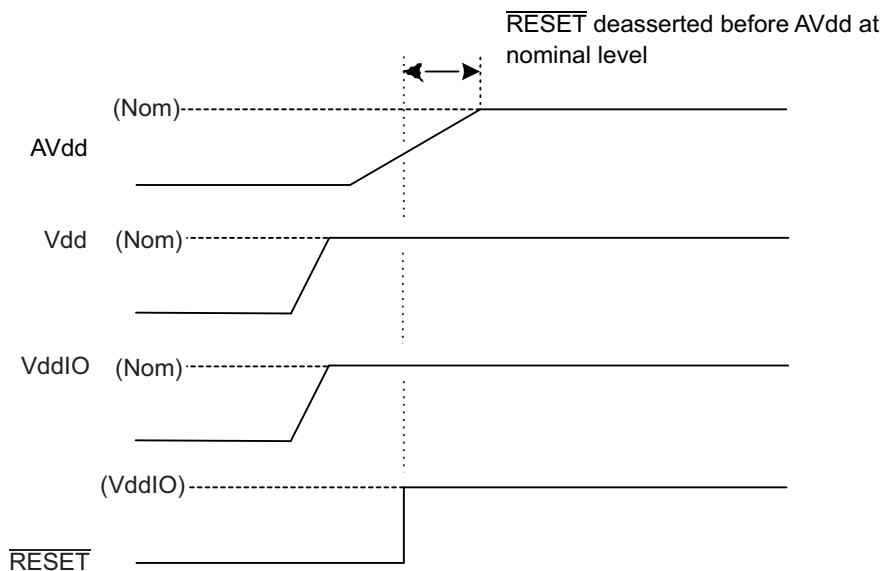 RESET deasserted before AVdd at
nominal level
(Nom)
AVdd
Vdd (Nom)
VddIO (Nom)
(VddIO)
RESET